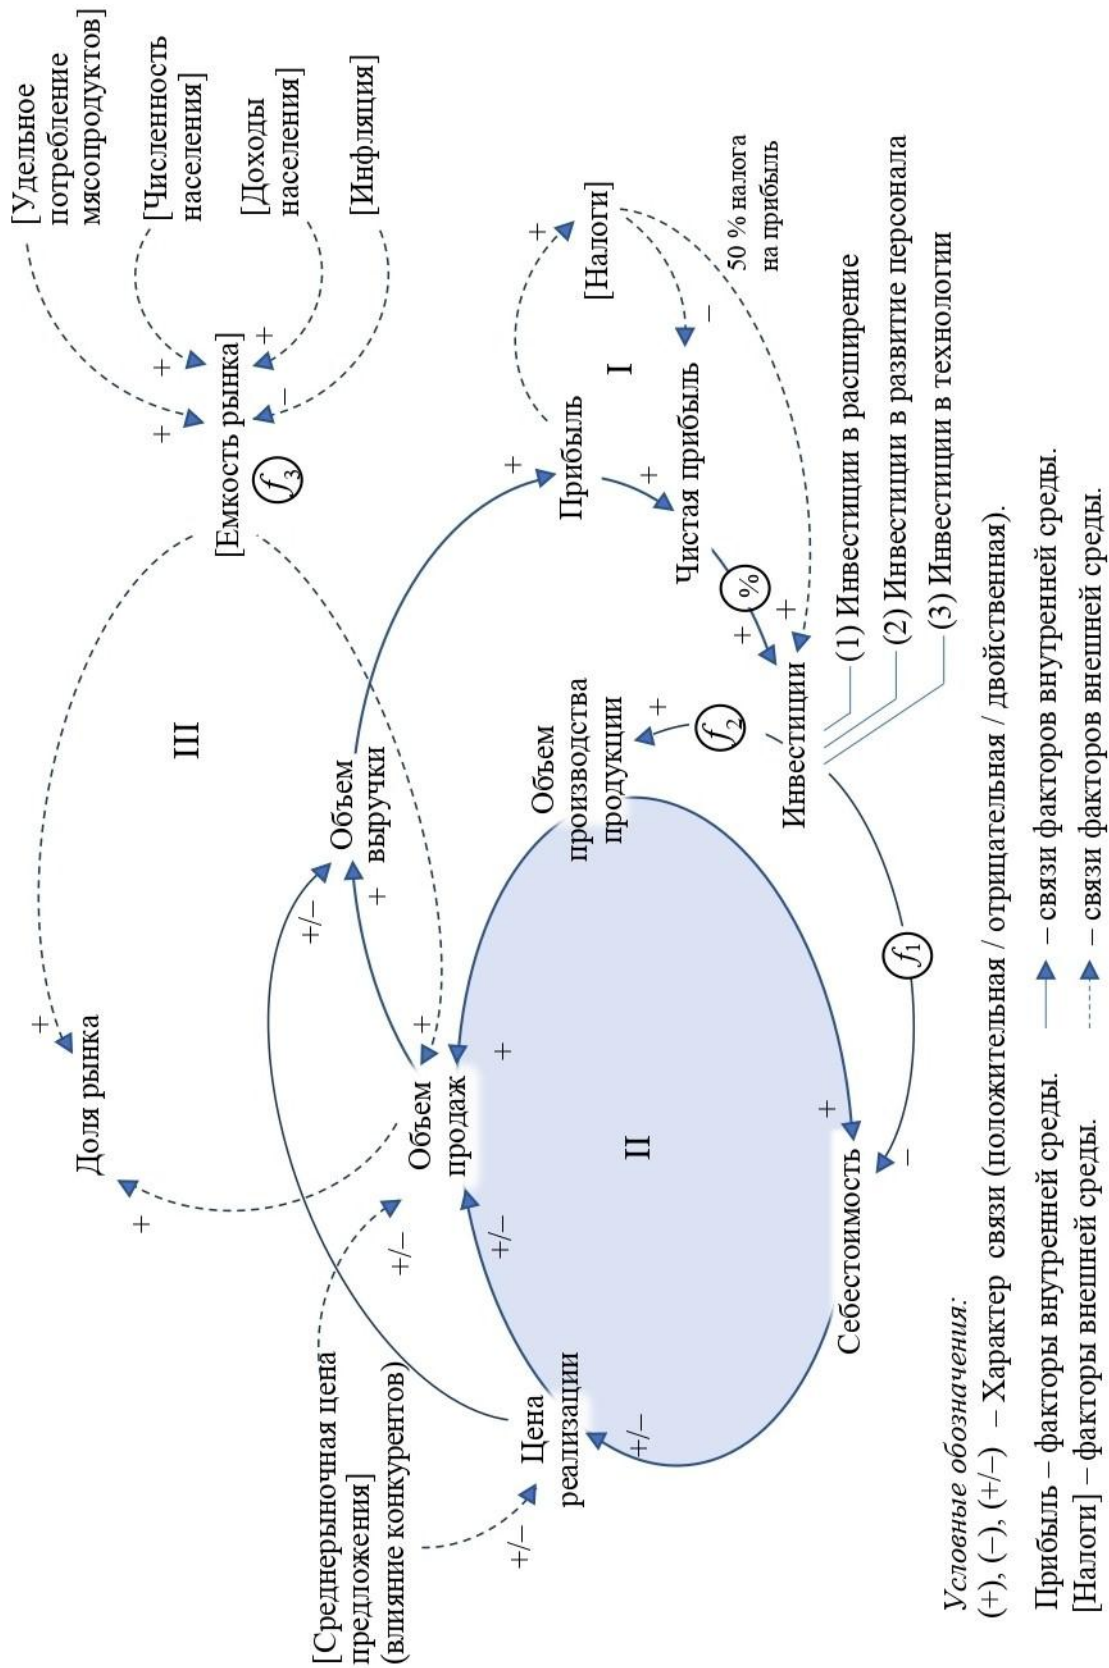 [Удельное
потребление
мясопродуктов]
[Численность
населения]
[Доходы
населения]
[Инфляция]
+
+
+
–
[Емкость рынка]
f3
III
Доля рынка
+
+
Объем
выручки
+/–
+
[Среднерыночная цена
предложения]
(влияние конкурентов)
+/–
+/–
Объем
продаж
+
+
+/–
Цена
реализации
+/–
II
Себестоимость
+
–
f1
Объем
производства
продукции
+
f2
Прибыль
+
I
[Налоги]
+
50 % налога
на прибыль
Чистая прибыль
+
–
%
+
+
Инвестиции
(1) Инвестиции в расширение
(2) Инвестиции в развитие персонала
(3) Инвестиции в технологии
Условные обозначения:
(+), (–), (+/–) – Характер связи (положительная / отрицательная / двойственная).
Прибыль – факторы внутренней среды.
– связи факторов внутренней среды.
[Налоги] – факторы внешней среды.
– связи факторов внешней среды.